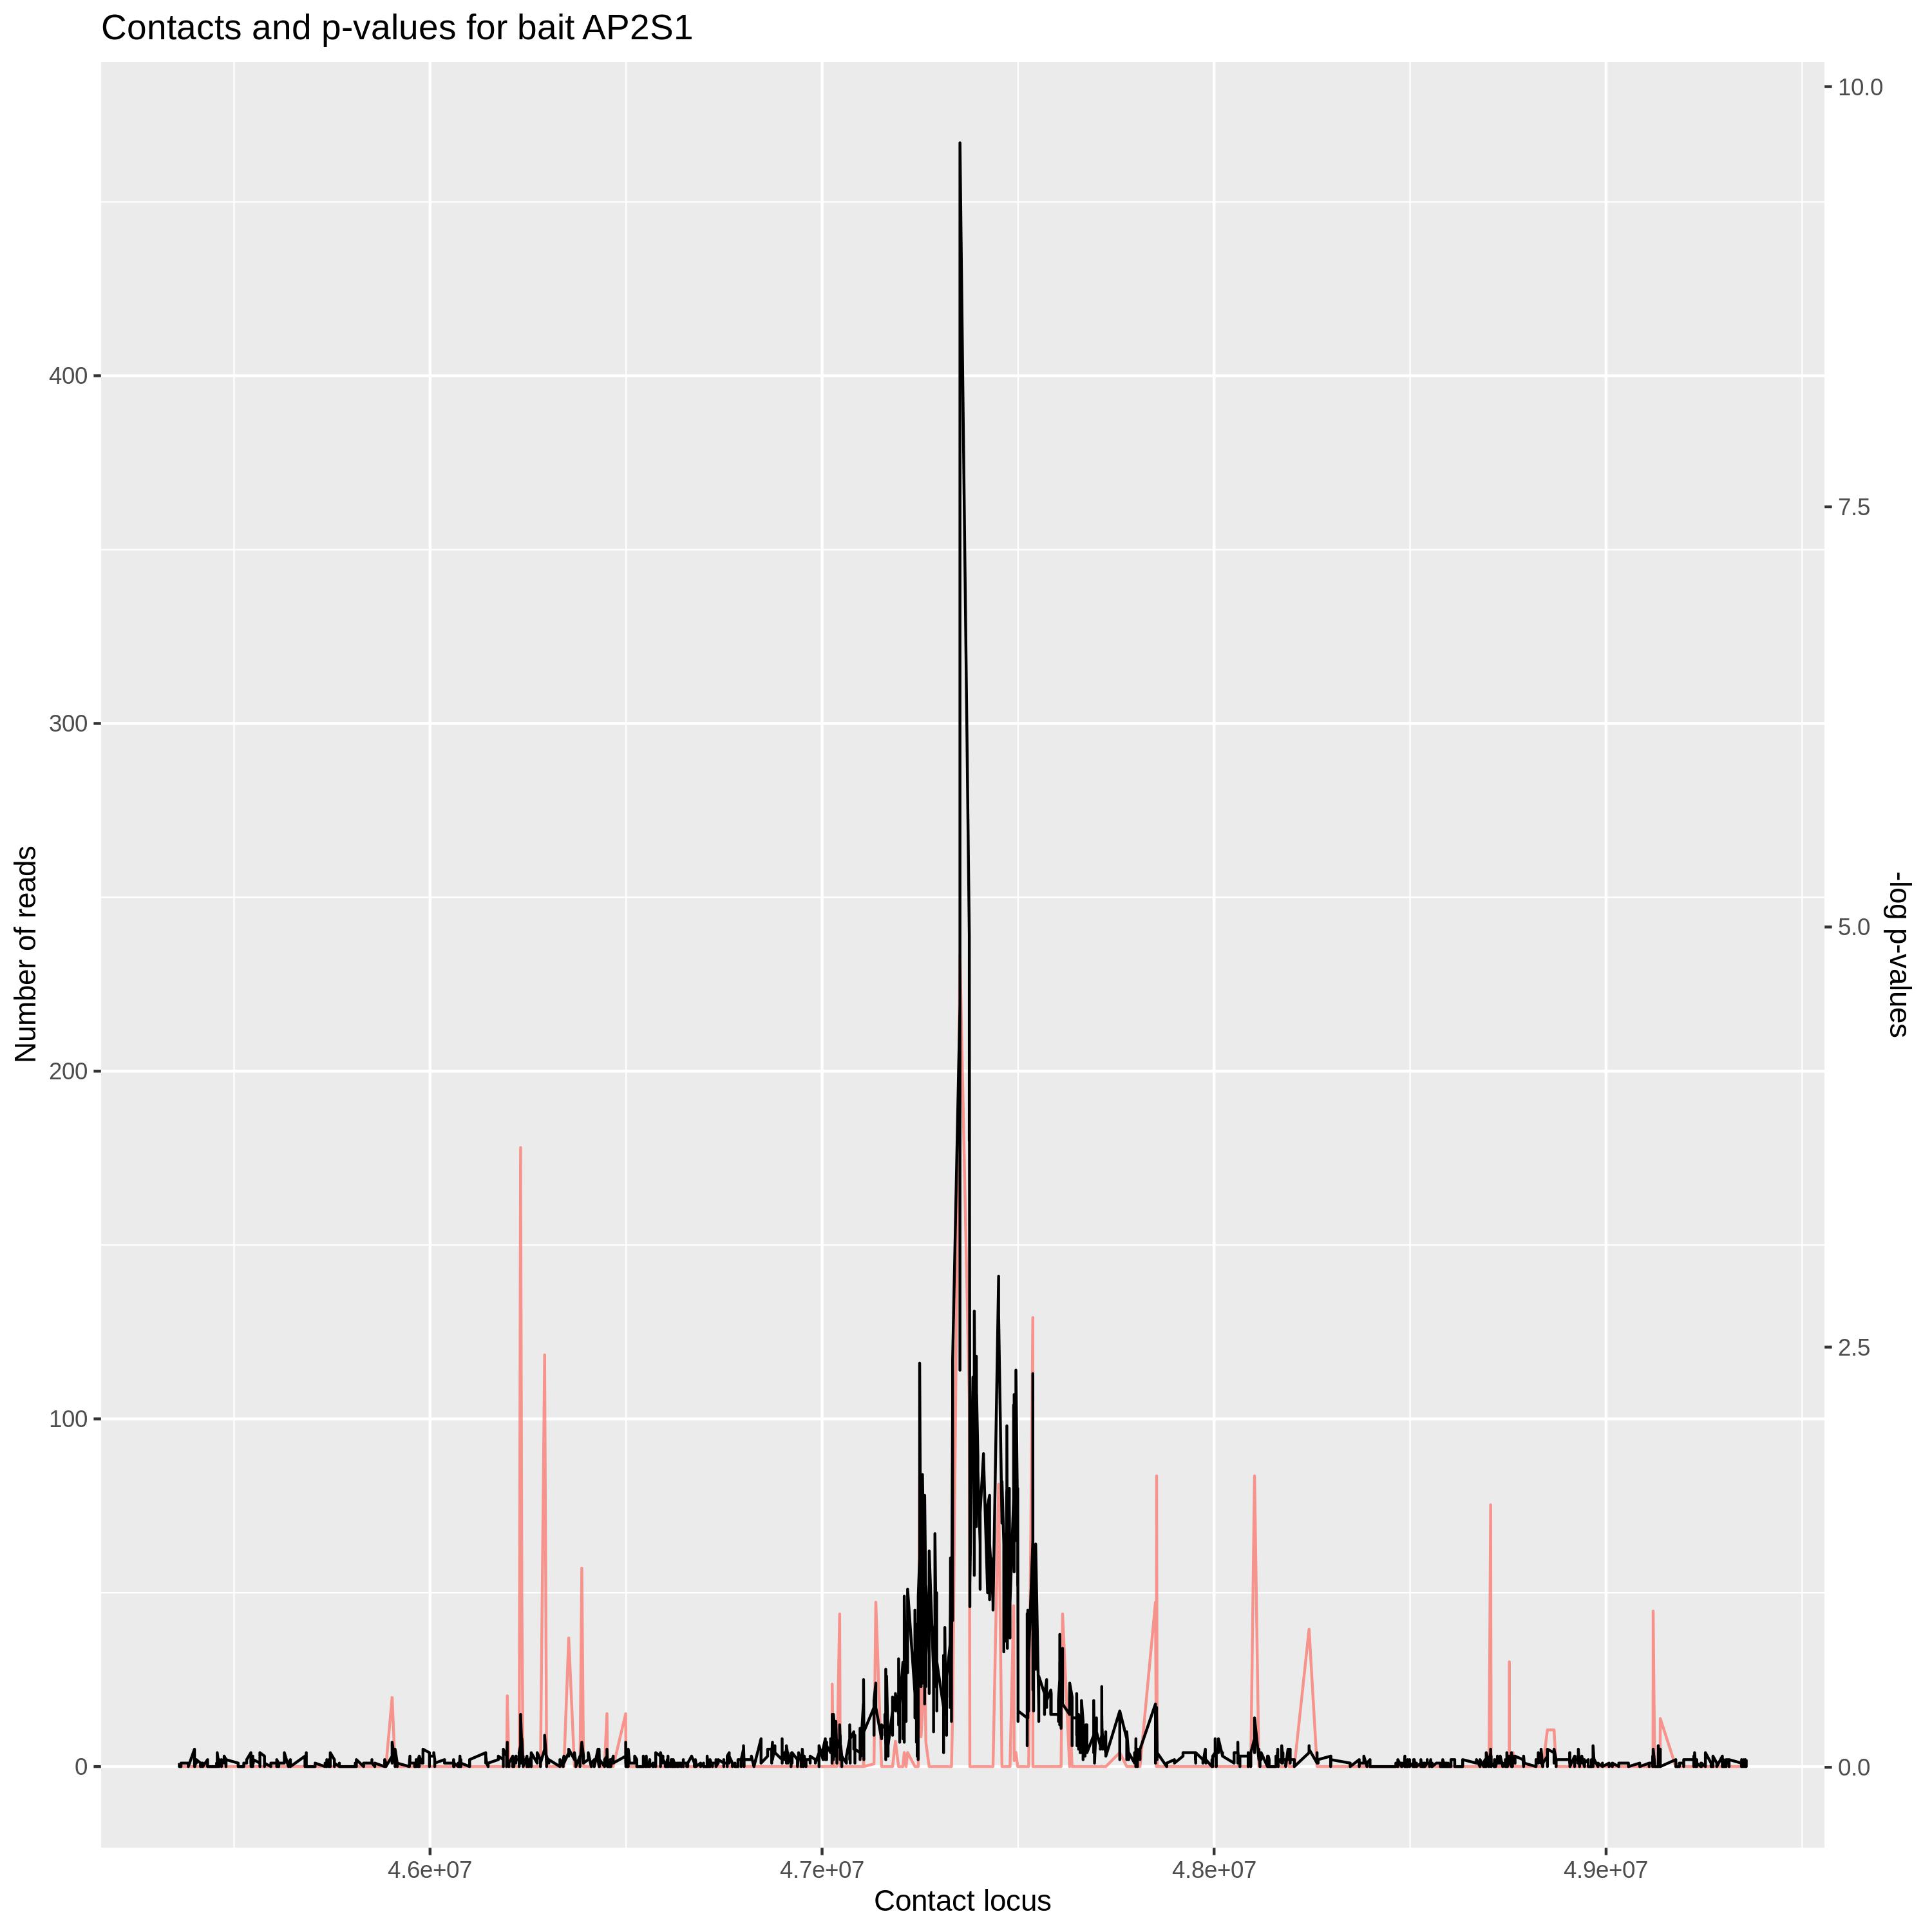 Contacts and p-values for bait AP2S1
Number of reads
400
300
200
100
0
10.0
7.5
5.0
2.5
0.0
-log p-values
4.6e+07
4.7e+07
4.8e+07
4.9e+07
Contact locus